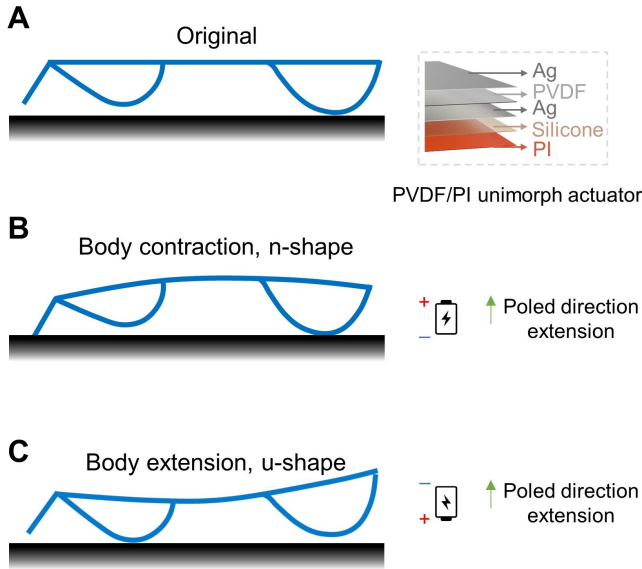 A
Original
Ag
PVDF
Ag
Silicone
PI
PVDF/PI unimorph actuator
B
Body contraction, n-shape
+
−
Poled direction
extension
C
Body extension, u-shape
−
+
Poled direction
extension